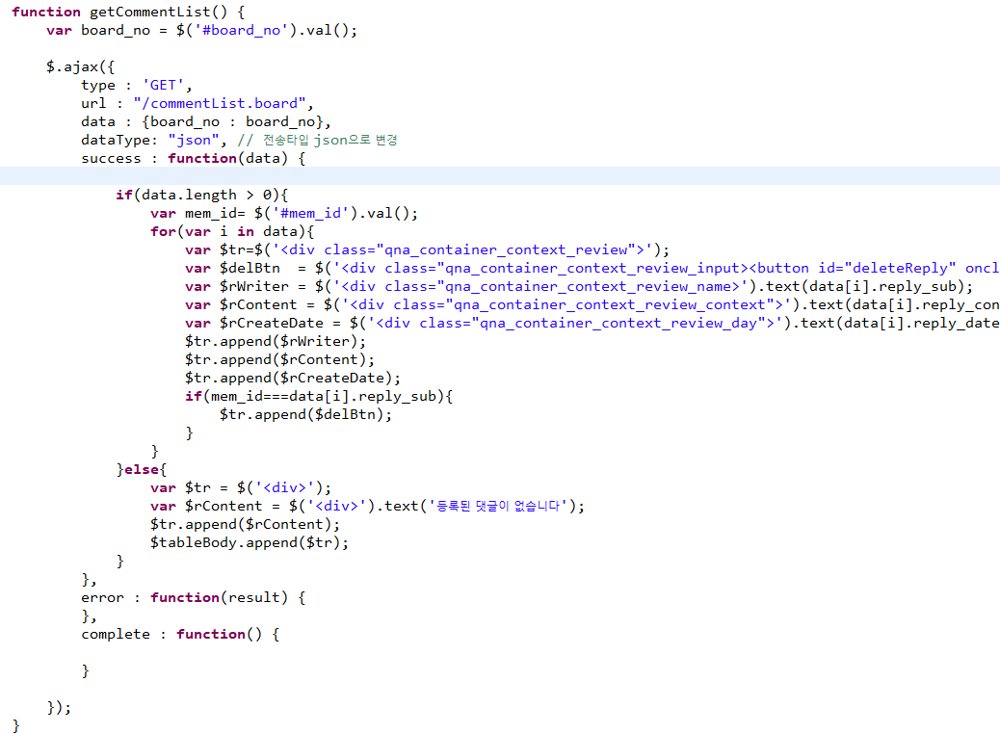 function getCommentList() {
var board_no = $('#board_no').val();
$.ajax({
type : 'GET',
url : "/commentList.board",
data : {board_no : board_no},
dataType: "json", // 전송타입 json으로 변경
success : function(data) {
if(data.length > 0){
var mem_id= $('#mem_id').val();
for(var i in data){
var $tr=$('<div class="qna_container_context_review">');
var $delBtn  = $('<div class="qna_container_context_review_input><button id="deleteReply" oncl
var $rWriter = $('<div class="qna_container_context_review_name>').text(data[i].reply_sub);
var $rContent = $('<div class="qna_container_context_review_context">').text(data[i].reply_con
var $rCreateDate = $('<div class="qna_container_context_review_day">').text(data[i].reply_date
$tr.append($rWriter);
$tr.append($rContent);
$tr.append($rCreateDate);
if(mem_id===data[i].reply_sub){
$tr.append($delBtn);
}
}
}else{
var $tr = $('<div>');
var $rContent = $('<div>').text('등록된 댓글이 없습니다');
$tr.append($rContent);
$tableBody.append($tr);
}
},
error : function(result) {
},
complete : function() {
}
});
}